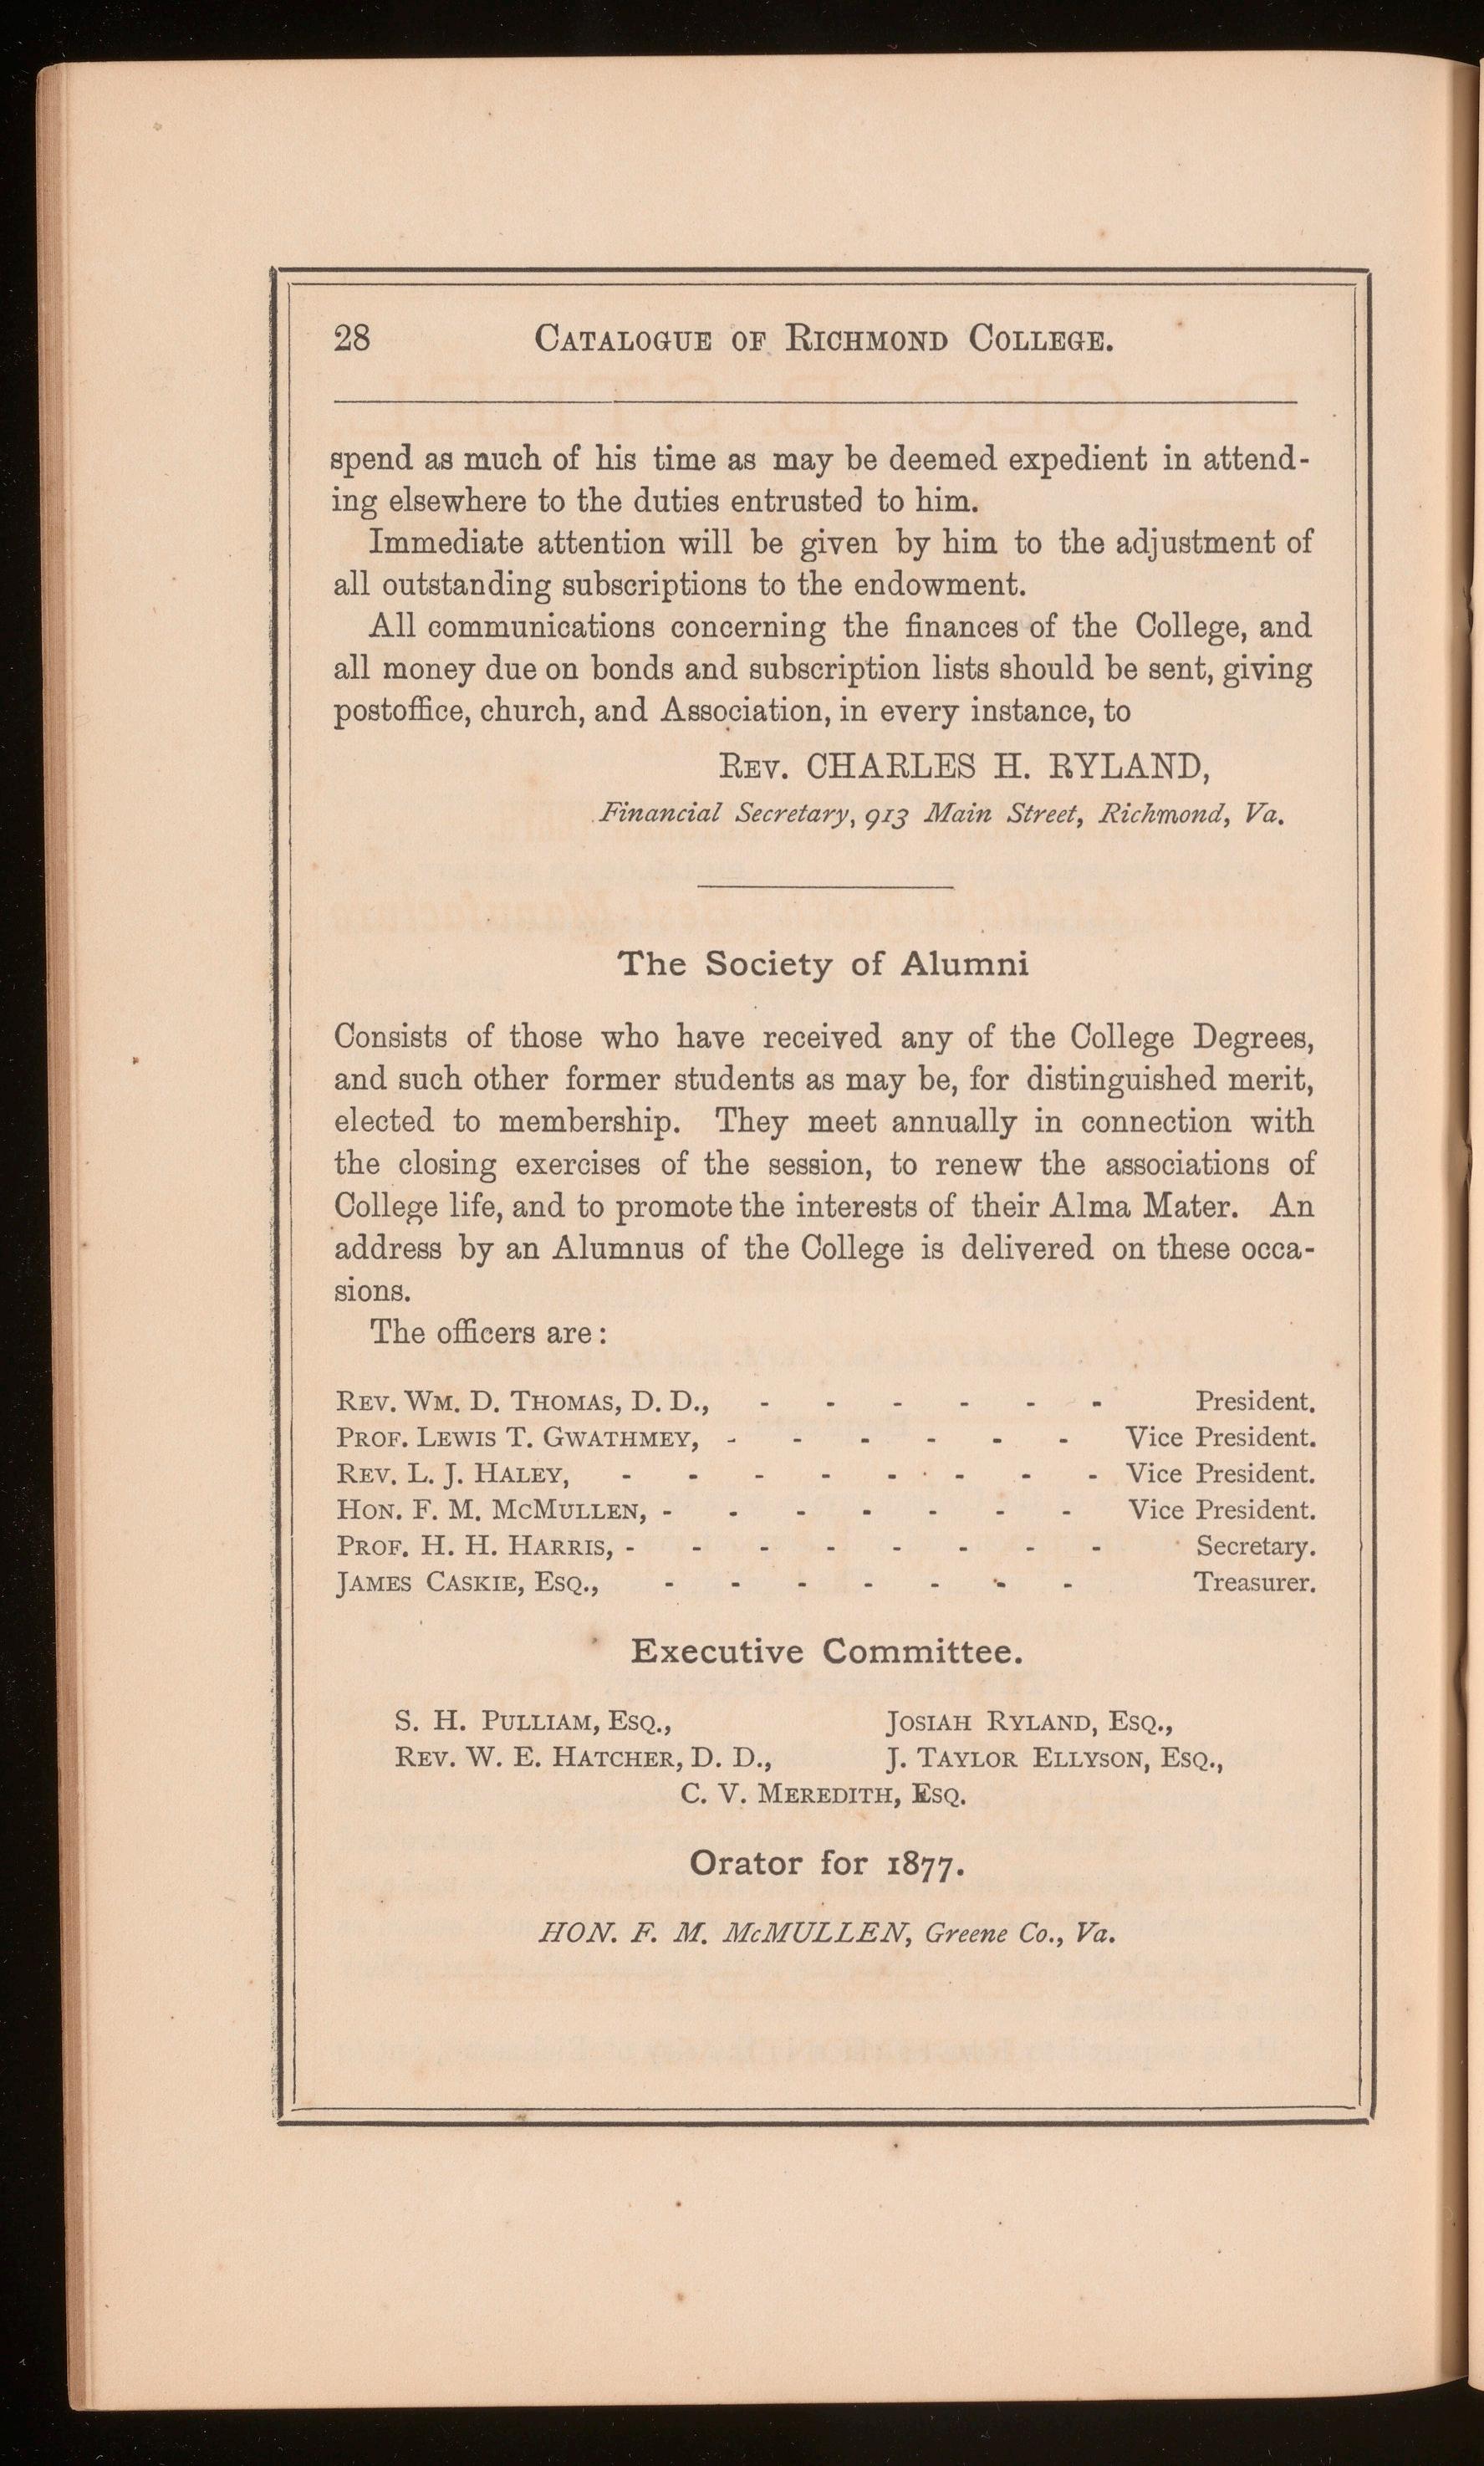 28 CATALOGUE OF RICHMOND COLLEGE.
spend as much of his time as may be deemed expedient in attend-
ing elsewhere to the duties entrusted to him.
Immediate attention will be given by him to the adjustment of
all outstanding subscriptions to the endowment.
All communications concerning the finances of the College, and
all money due on bonds and subscription lists should be sent, giving
postoffice, church, and Association, in every instance, to
REV. CHARLES H. RYLAND,
Financial Secretary, 913 Main Street, Richmond, Va.
The Society of Alumni
Consists of those who have received any of the College Degrees,
and such other former students as may be, for distinguished merit,
elected to membership. They meet annually in connection with
the closing exercises of the session, to renew the associations of
College life, and to promote the interests of their Alma Mater. An
address by an Alumnus of the College is delivered on these occa-
sions.
The officers are:
REV. WM. D. THOMAS, D. D., - - - - - - President.
PROF. LEWIS T. GWATHMEY, - - - - - - Vice President.
REV. L. J. HALEY, - - - - - - - - Vice President.
HON. F. M. MCMULLEN, - - - - - - - Vice President.
PROF. H. H. HARRIS, - - - - - - - - Secretary.
JAMES CASKIE, ESQ., - - - - - - - Treasurer.
Executive Committee.
S. H. PULLIAM, ESQ., JOSIAH RYLAND, ESQ.,
REV. W. E. HATCHER, D. D., J. TAYLOR ELLYSON, ESQ.,
C. V. MEREDITH, ESQ.
Orator for 1877.
HON. F. M. McMULLEN, Greene Co., Va.